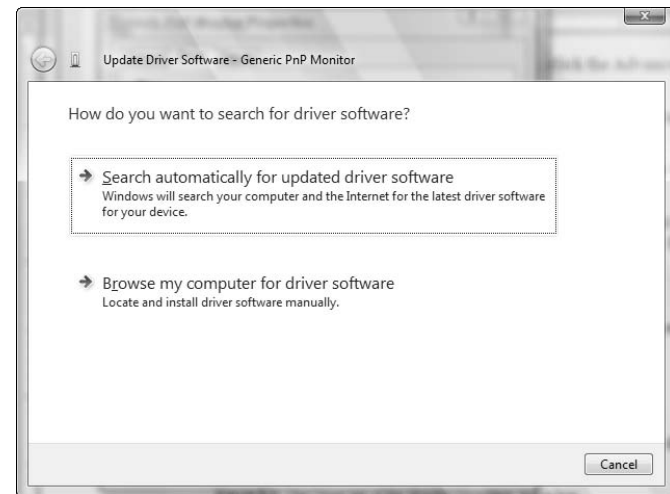 Update Driver Software - Generic PnP Monitor
How do you want to search for driver software?
Search automatically for updated driver software
Windows will search your computer and the Internet for the latest driver software
for your device.
Browse my computer for driver software
Locate and install driver software manually.
Cancel